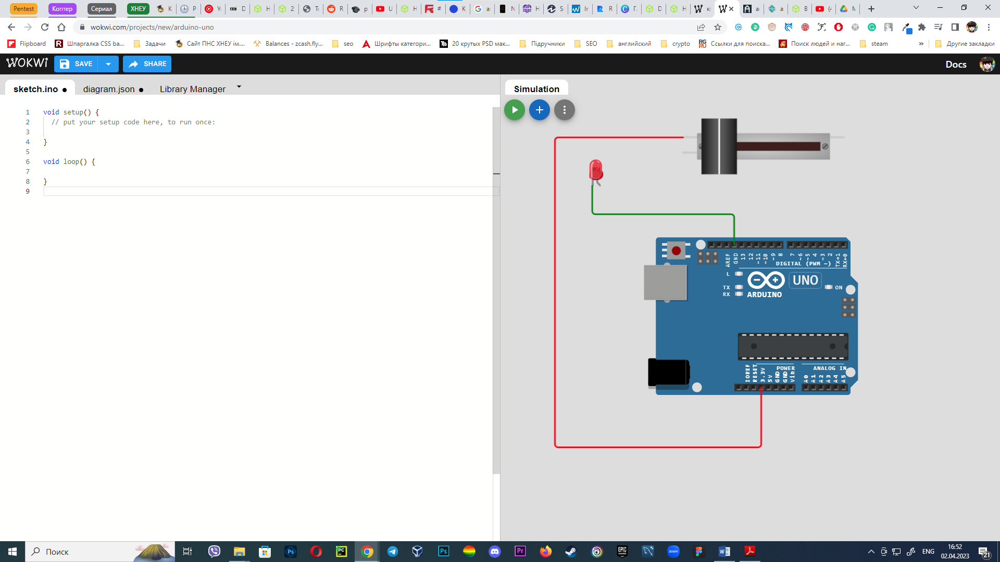 Pentest Коптер Сериал ХНЕУ
wokwi.com/projects/new/arduino-uno
Flipboard Шпаргалка CSS ba... Задачи Сайт ПНС ХНЕУ ім.... Balances - zcash.fly... seo Шрифты категори... 20 крутых PSD мак... Підручники SEO английский crypto Ссылки для поиска... Поиск людей и наг... steam » Другие закладки
WOKWi SAVE SHARE Docs
sketch.ino diagram.json Library Manager
1 void setup() {
2 // put your setup code here, to run once:
3
4 }
5
6 void loop() {
7
8 }
9
Simulation
AREF GND 13 12 ~11 ~10 ~9 8 7 ~6 ~5 4 ~3 2 TX→1 RX←0
DIGITAL (PWM ~)
L
TX
RX
UNO
ON
ARDUINO
POWER ANALOG IN
IOREF RESET 3.3V 5V GND GND Vin A0 A1 A2 A3 A4 A5
Поиск
ENG
16:52
02.04.2023
21